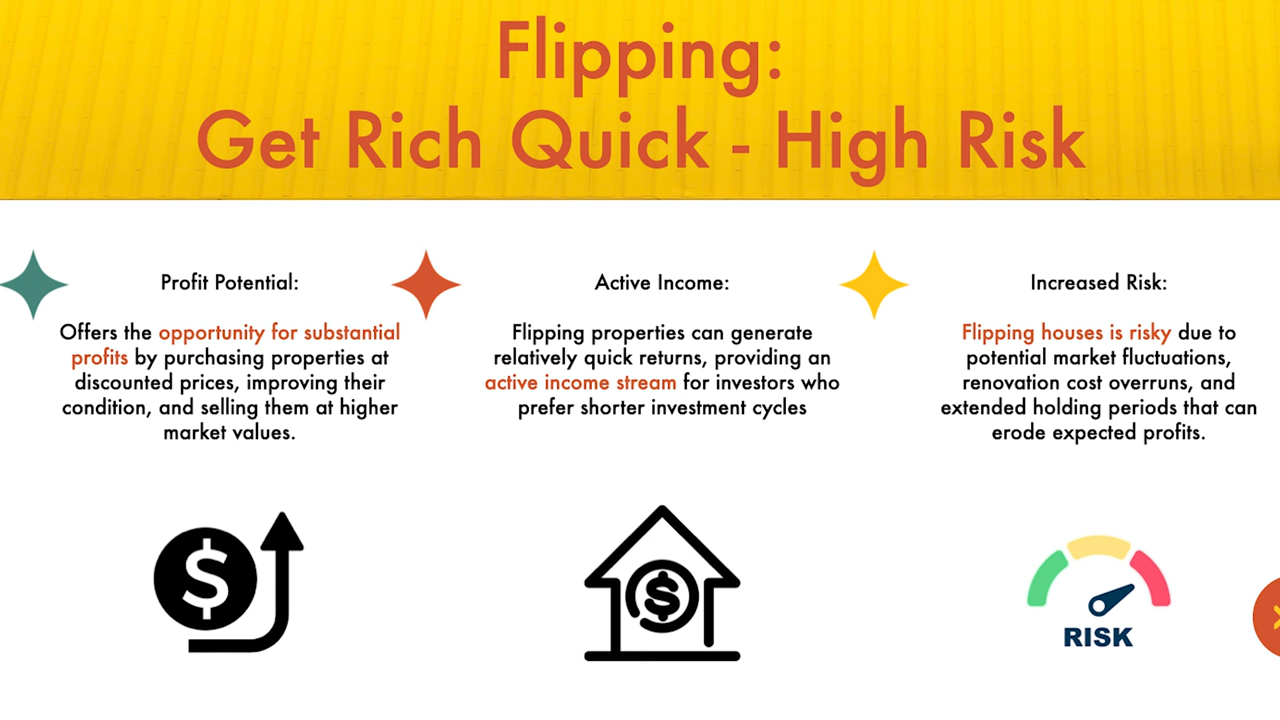 Flipping:
Get Rich Quick - High Risk
Profit Potential:
Offers the opportunity for substantial
profits by purchasing properties at
discounted prices, improving their
condition, and selling them at higher
market values.
$
Active Income:
Flipping properties can generate
relatively quick returns, providing an
active income stream for investors who
prefer shorter investment cycles
$
Increased Risk:
Flipping houses is risky due to
potential market fluctuations,
renovation cost overruns, and
extended holding periods that can
erode expected profits.
RISK